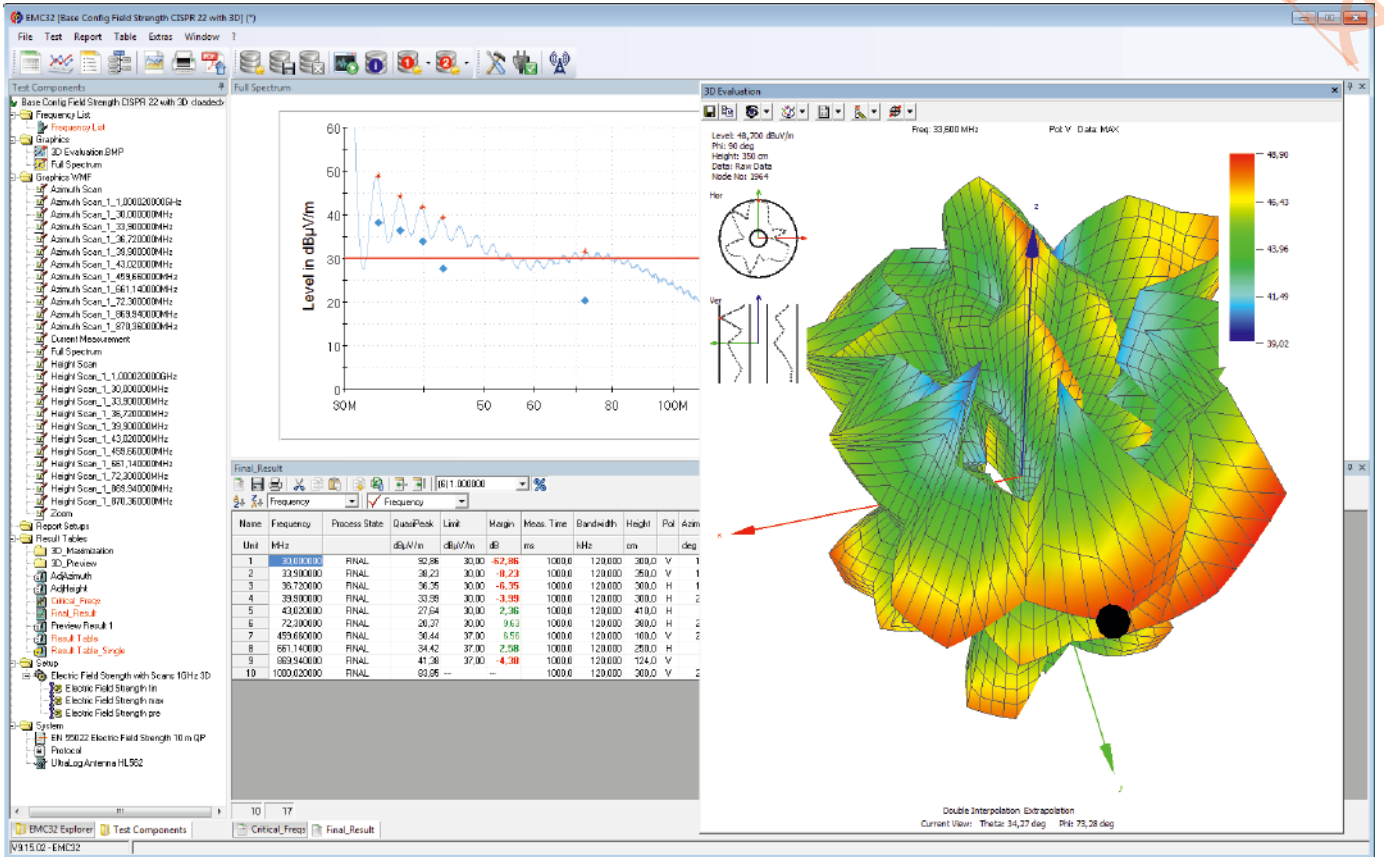 EMC32 [Base Config Field Strength CISPR 22 with 3D] (*)
File Test Report Table Extras Window ?
Test Components
Base Config Field Strength CISPR 22 with 3D <loaded>
Frequency List
Frequency List
Graphics
3D Evaluation.BMP
Full Spectrum
Graphics WMF
Azimuth Scan
Azimuth Scan_1_1,000020000GHz
Azimuth Scan_1_30,000000MHz
Azimuth Scan_1_33,900000MHz
Azimuth Scan_1_36,720000MHz
Azimuth Scan_1_39,900000MHz
Azimuth Scan_1_43,020000MHz
Azimuth Scan_1_459,660000MHz
Azimuth Scan_1_661,140000MHz
Azimuth Scan_1_72,300000MHz
Azimuth Scan_1_869,940000MHz
Azimuth Scan_1_870,360000MHz
Current Measurement
Full Spectrum
Height Scan
Height Scan_1_1,000020000GHz
Height Scan_1_30,000000MHz
Height Scan_1_33,900000MHz
Height Scan_1_36,720000MHz
Height Scan_1_39,900000MHz
Height Scan_1_43,020000MHz
Height Scan_1_459,660000MHz
Height Scan_1_661,140000MHz
Height Scan_1_72,300000MHz
Height Scan_1_869,940000MHz
Height Scan_1_870,360000MHz
Zoom
Report Setups
Result Tables
3D_Maximization
3D_Preview
AdjAzimuth
AdjHeight
Critical_Freqs
Final_Result
Preview Result 1
Result Table
Result Table_Single
Setup
Electric Field Strength with Scans 1GHz 3D
Electric Field Strength fin
Electric Field Strength max
Electric Field Strength pre
System
EN 55022 Electric Field Strength 10 m QP
Protocol
UltraLog Antenna HL562
EMC32 Explorer Test Components
V9.15.02 - EMC32
Full Spectrum
Level in dBµV/m
60
50
40
30
20
10
0
30M 50 60 80 100M
Final_Result
[6] 1.000000
Frequency Frequency
Name Frequency Process State QuasiPeak Limit Margin Meas. Time Bandwidth Height Pol Azim
Unit MHz dBµV/m dBµV/m dB ms kHz cm deg
1 30,000000 FINAL 92,86 30,00 -62,86 1000,0 120,000 300,0 V 1
2 33,900000 FINAL 38,23 30,00 -8,23 1000,0 120,000 350,0 V 1
3 36,720000 FINAL 36,35 30,00 -6,35 1000,0 120,000 350,0 H 1
4 39,900000 FINAL 33,99 30,00 -3,99 1000,0 120,000 300,0 H 2
5 43,020000 FINAL 27,64 30,00 2,36 1000,0 120,000 410,0 H
6 72,300000 FINAL 20,37 30,00 9,63 1000,0 120,000 380,0 H 2
7 459,660000 FINAL 30,44 37,00 6,56 1000,0 120,000 100,0 V 2
8 661,140000 FINAL 34,42 37,00 2,58 1000,0 120,000 250,0 H
9 869,940000 FINAL 41,38 37,00 -4,38 1000,0 120,000 124,0 V
10 1000,020000 FINAL 83,85 -- -- 1000,0 120,000 300,0 V 2
10 17
Critical_Freqs Final_Result
3D Evaluation
Level: 48,700 dBuV/m
Phi: 90 deg
Height: 350 cm
Data: Raw Data
Node No: 1964
Freq: 33,600 MHz Pol: V Data: MAX
Hor
Ver
48,90
46,43
43,96
41,49
39,02
z
x
y
Double Interpolation Extrapolation
Current View: Theta: 34,27 deg Phi: 73,28 deg